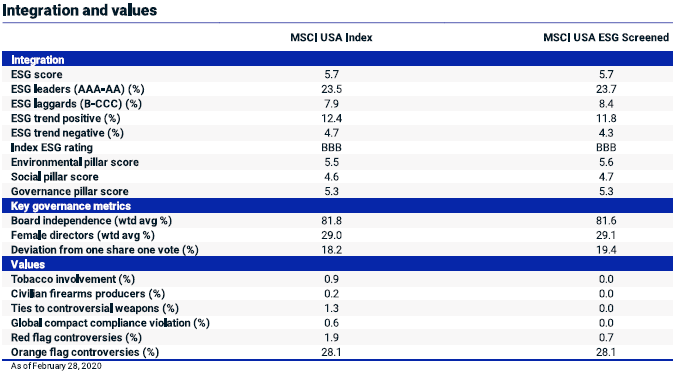 Integration and values
MSCI USA Index MSCI USA ESG Screened
Integration
ESG score 5.7 5.7
ESG leaders (AAA-AA) (%) 23.5 23.7
ESG laggards (B-CCC) (%) 7.9 8.4
ESG trend positive (%) 12.4 11.8
ESG trend negative (%) 4.7 4.3
Index ESG rating BBB BBB
Environmental pillar score 5.5 5.6
Social pillar score 4.6 4.7
Governance pillar score 5.3 5.3
Key governance metrics
Board independence (wtd avg %) 81.8 81.6
Female directors (wtd avg %) 29.0 29.1
Deviation from one share one vote (%) 18.2 19.4
Values
Tobacco involvement (%) 0.9 0.0
Civilian firearms producers (%) 0.2 0.0
Ties to controversial weapons (%) 1.3 0.0
Global compact compliance violation (%) 0.6 0.0
Red flag controversies (%) 1.9 0.7
Orange flag controversies (%) 28.1 28.1
As of February 28, 2020